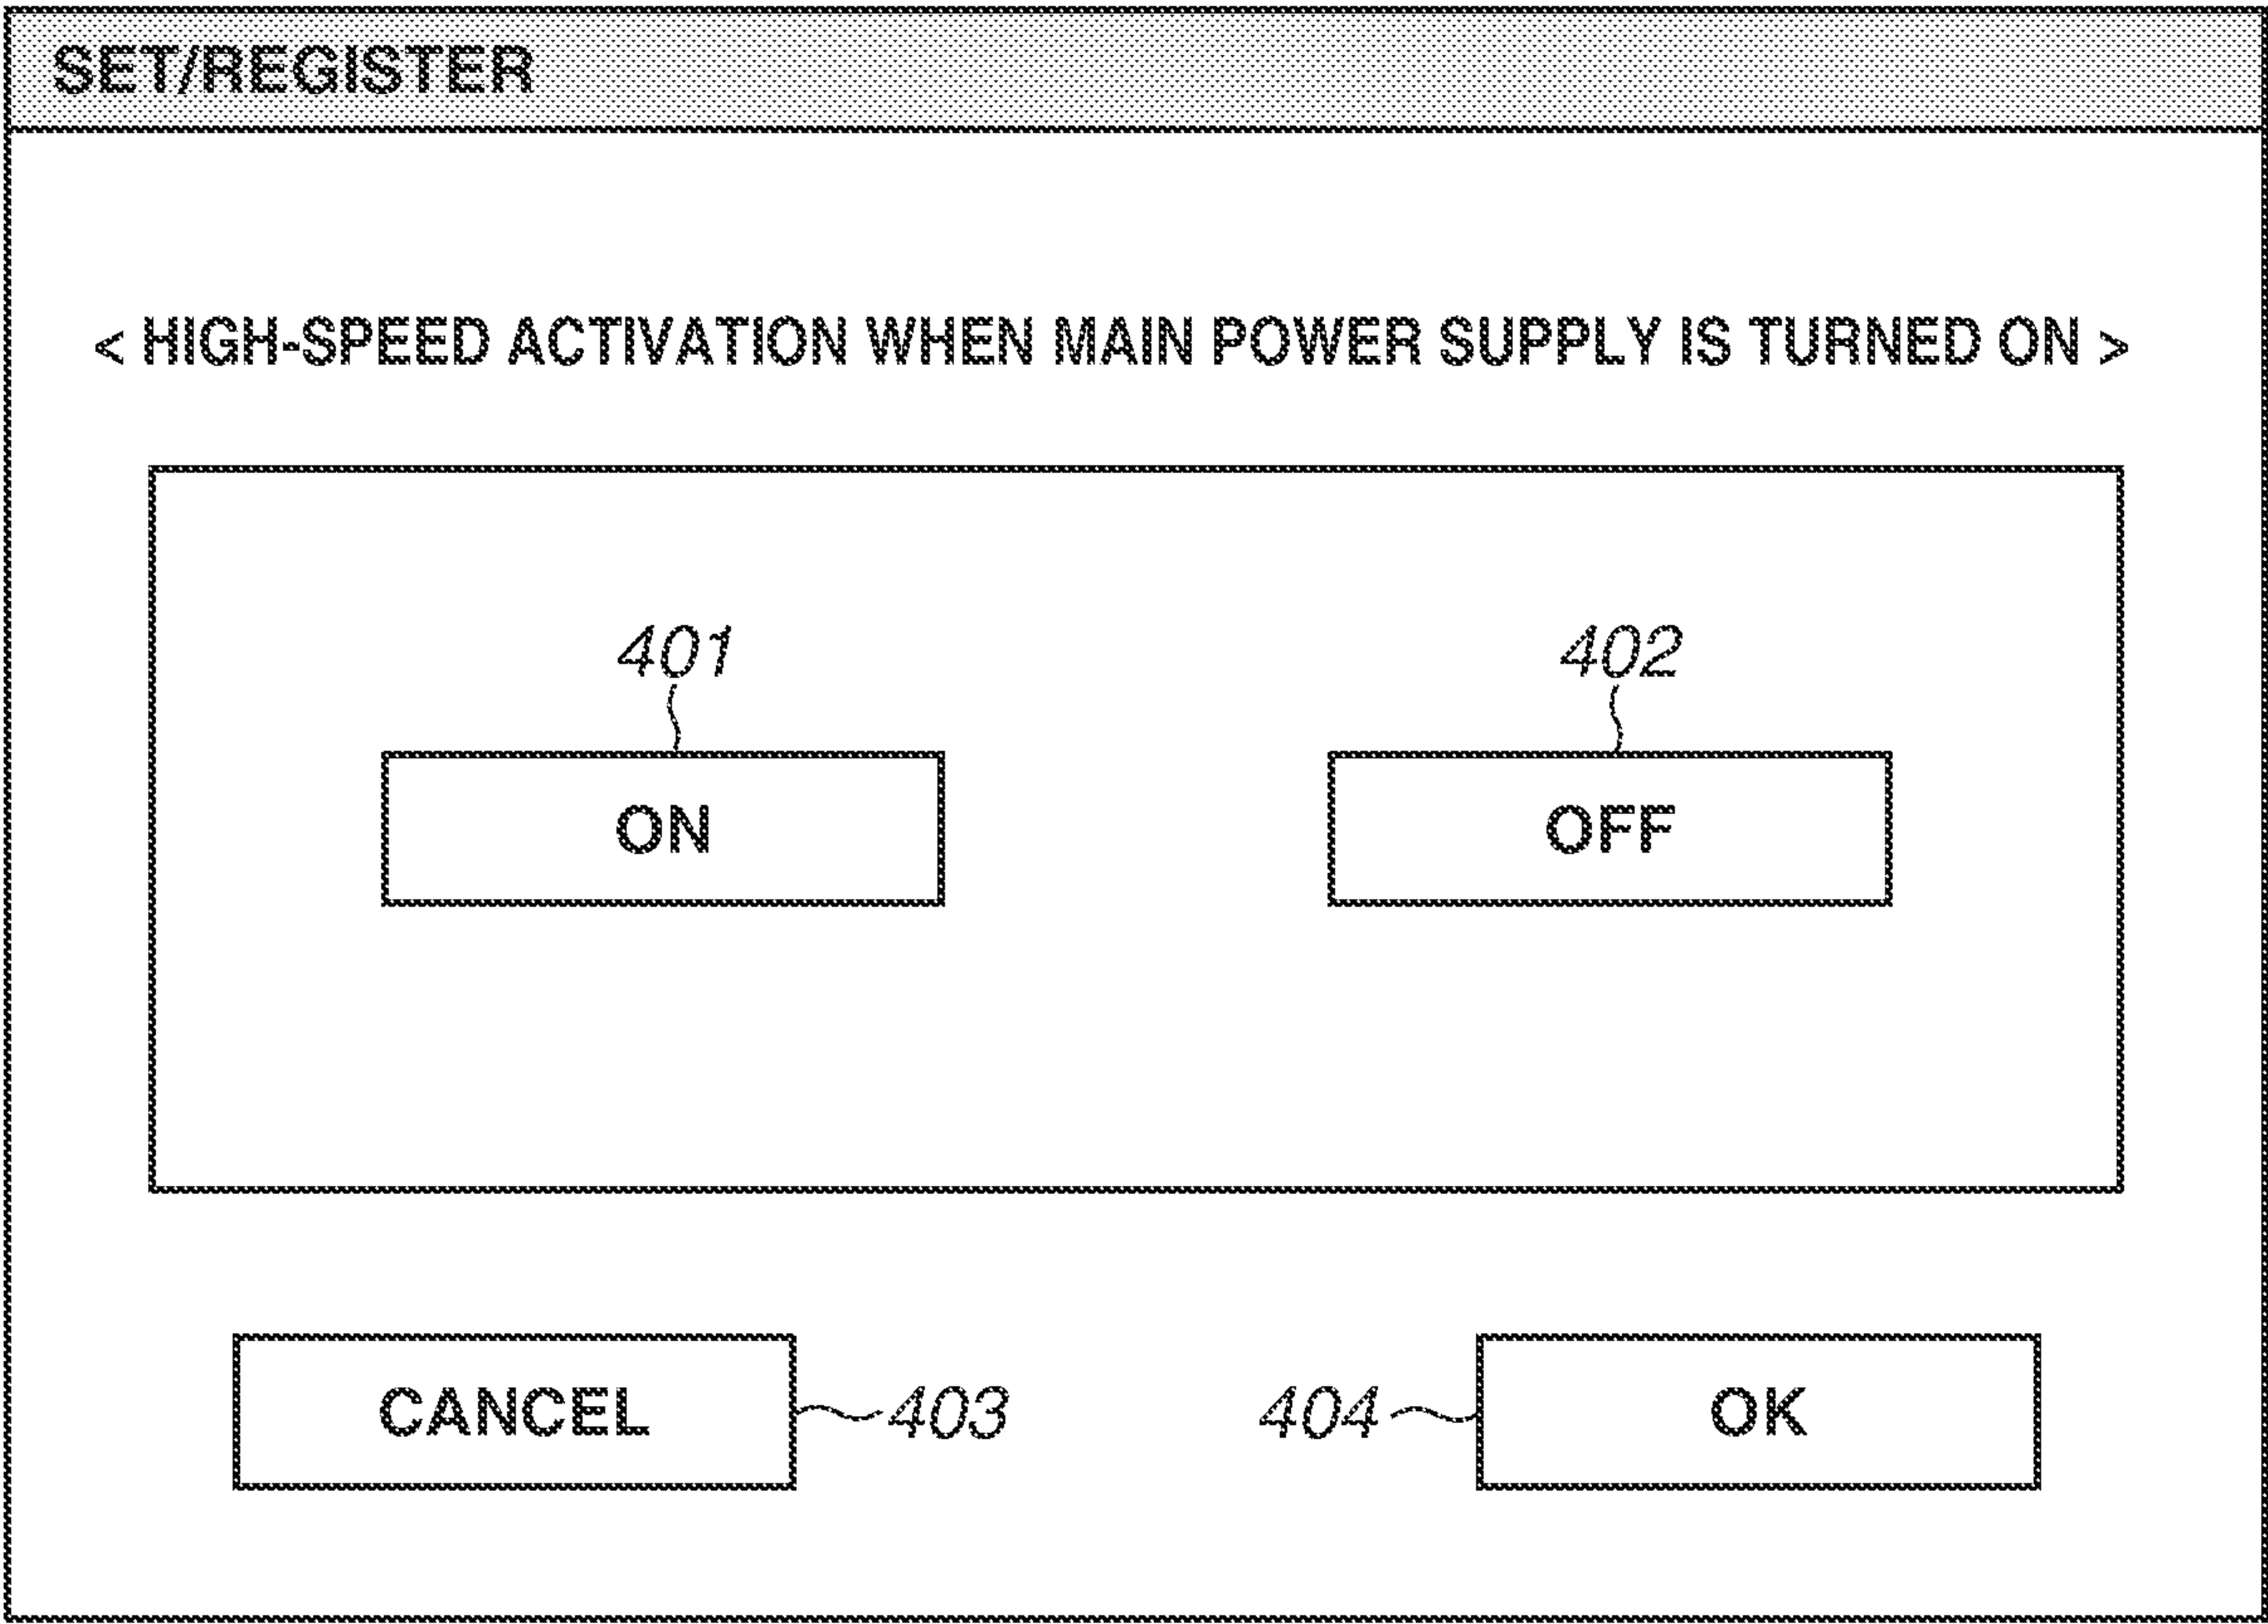 SET/REGISTER
< HIGH-SPEED ACTIVATION WHEN MAIN POWER SUPPLY IS TURNED ON >
401 402
ON OFF
CANCEL 403 404 OK